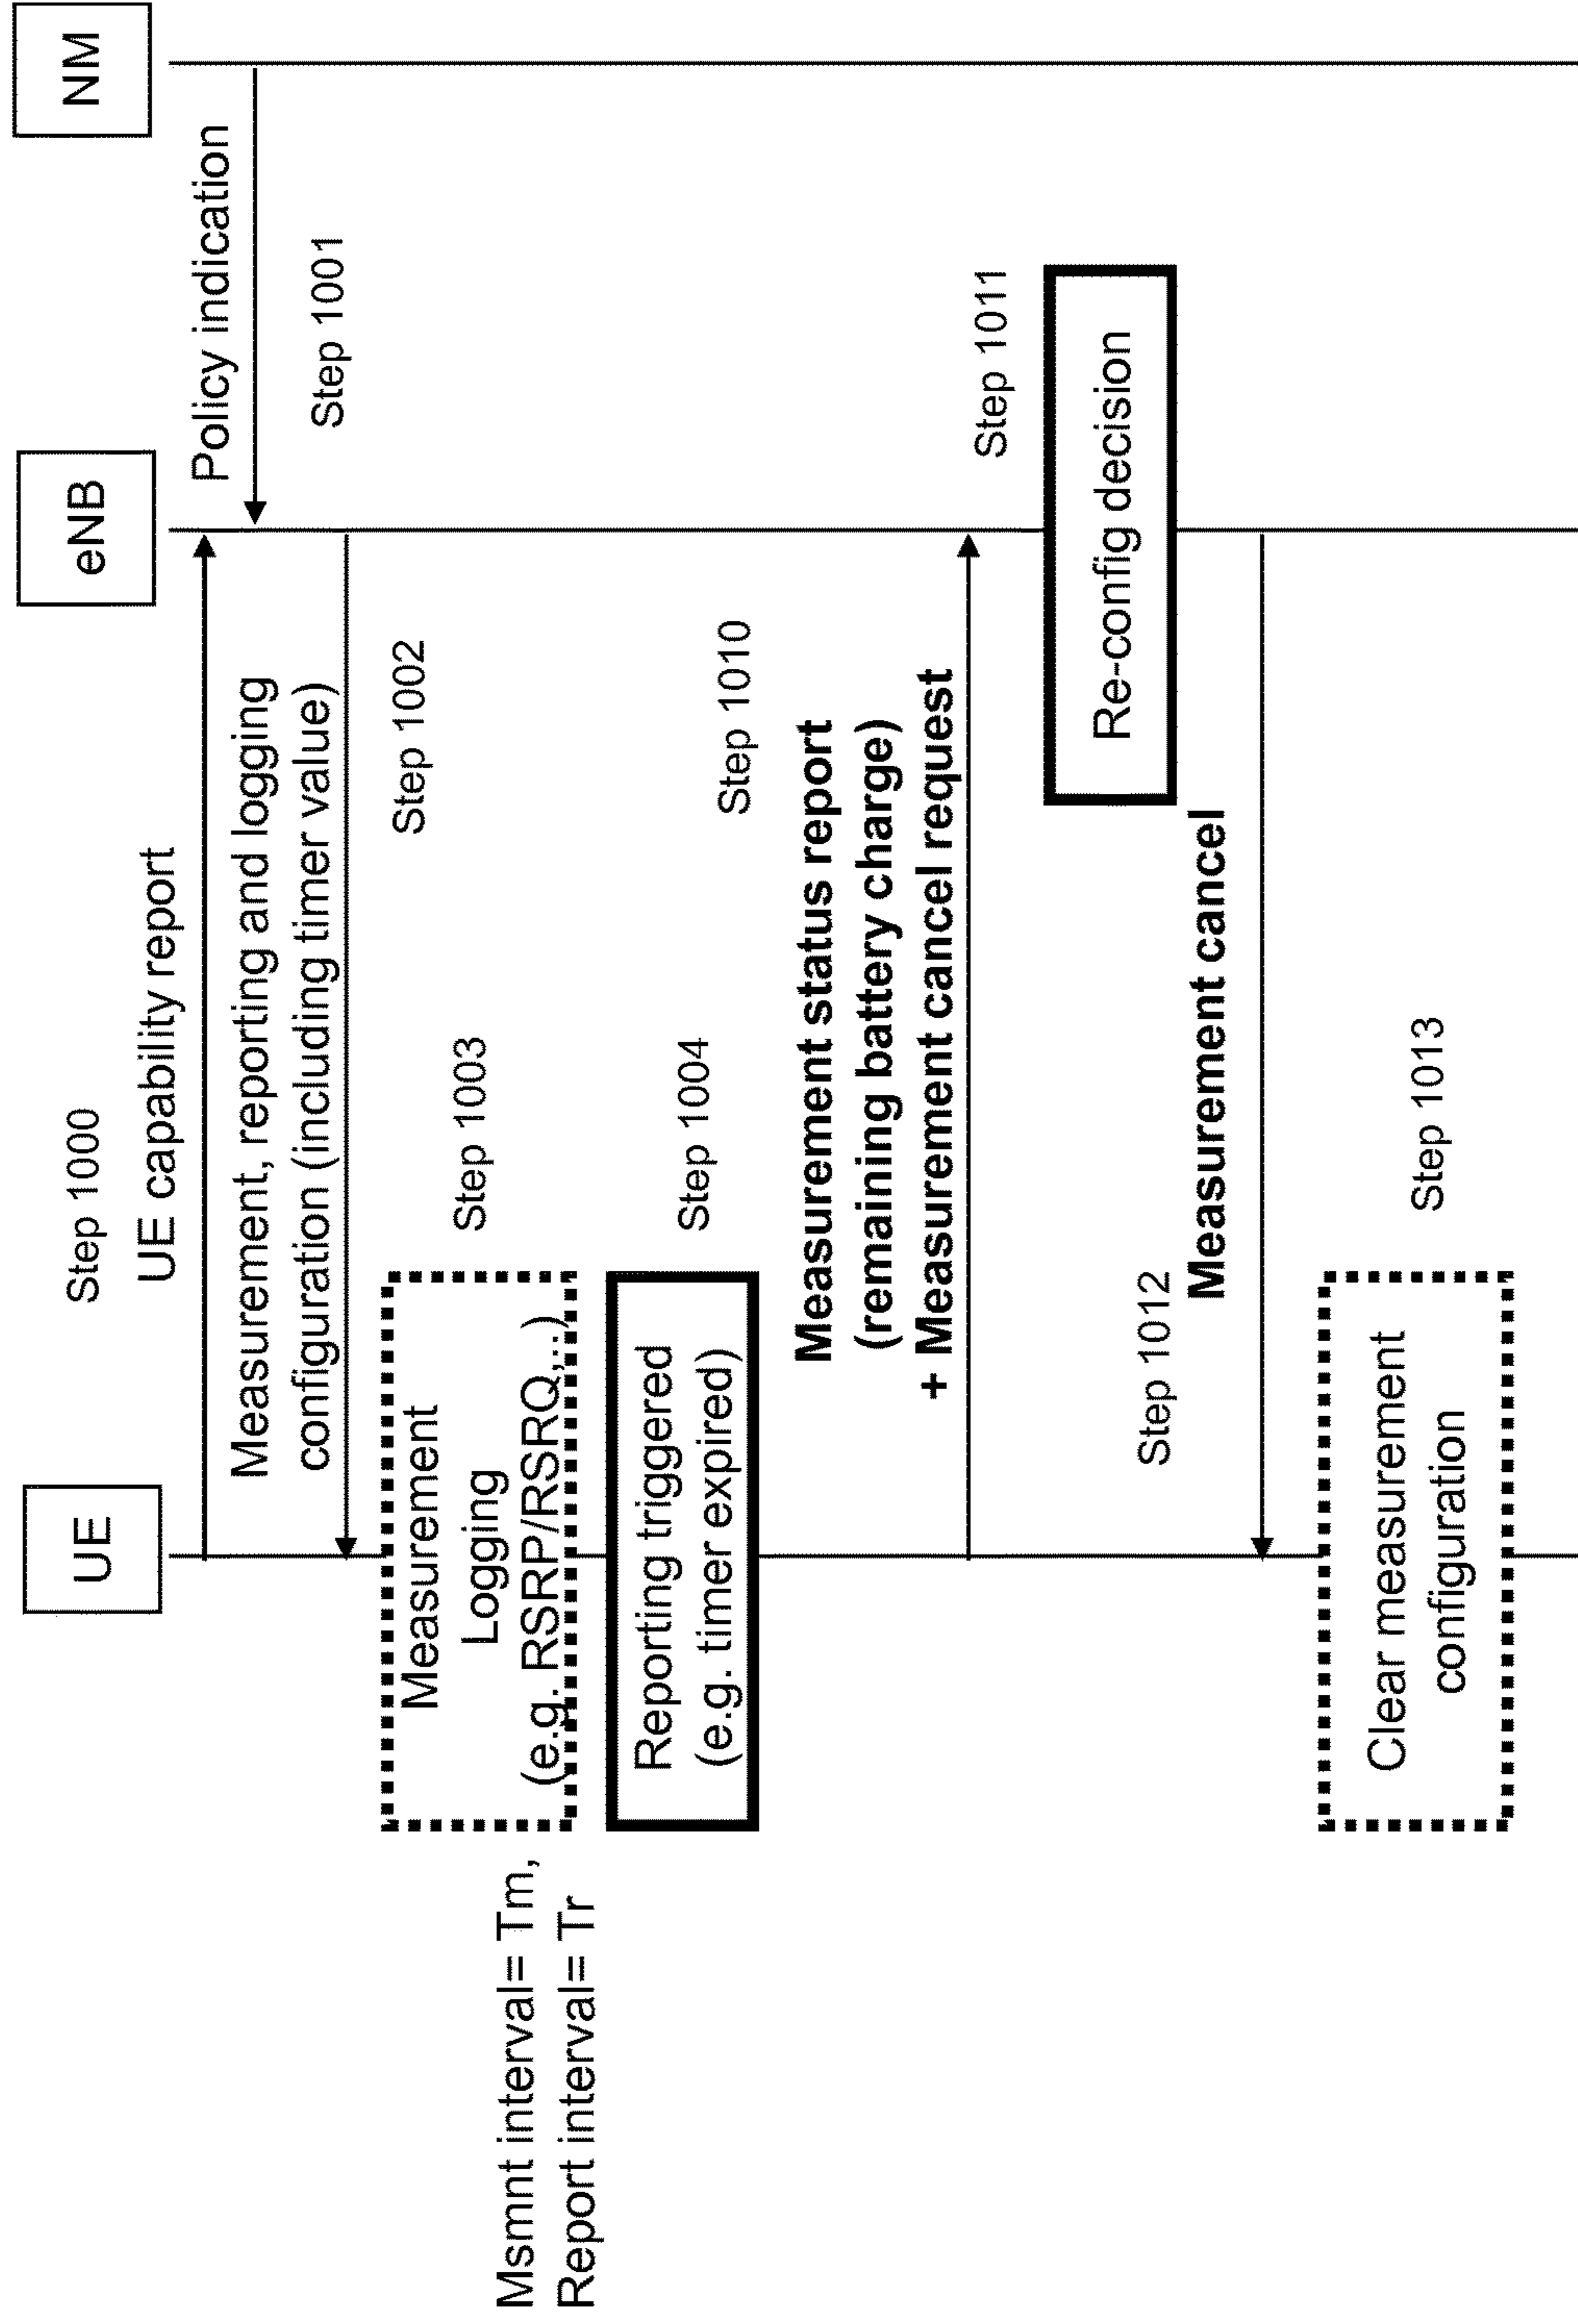 UE
eNB
NM
Step 1000
UE capability report
Policy indication
Step 1001
Measurement, reporting and logging
configuration (including timer value)
Step 1002
Measurement
Logging
(e.g. RSRP/RSRQ,..)
Step 1003
Msmnt interval= Tm,
Report interval= Tr
Reporting triggered
(e.g. timer expired)
Step 1004
Step 1010
Measurement status report
(remaining battery charge)
+ Measurement cancel request
Step 1011
Re-config decision
Step 1012
Measurement cancel
Clear measurement
configuration
Step 1013